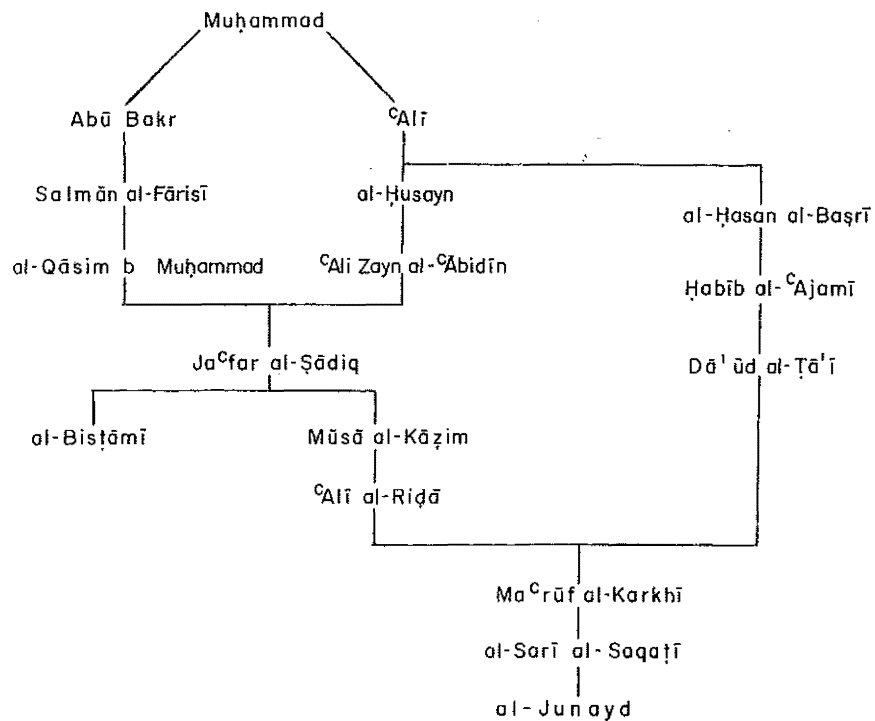 Muḥammad
Abū Bakr
ᶜAlī
Salmān al-Fārisī
al-Ḥusayn
al-Ḥasan al-Baṣrī
al-Qāsim b Muḥammad
ᶜAli Zayn al-ᶜĀbidīn
Ḥabīb al-ᶜAjamī
Jaᶜfar al-Ṣādiq
Dā'ūd al-Ṭā'ī
al-Bisṭāmī
Mūsā al-Kāẓim
ᶜAlī al-Riḍā
Maᶜrūf al-Karkhī
al-Sarī al-Saqaṭī
al-Junayd